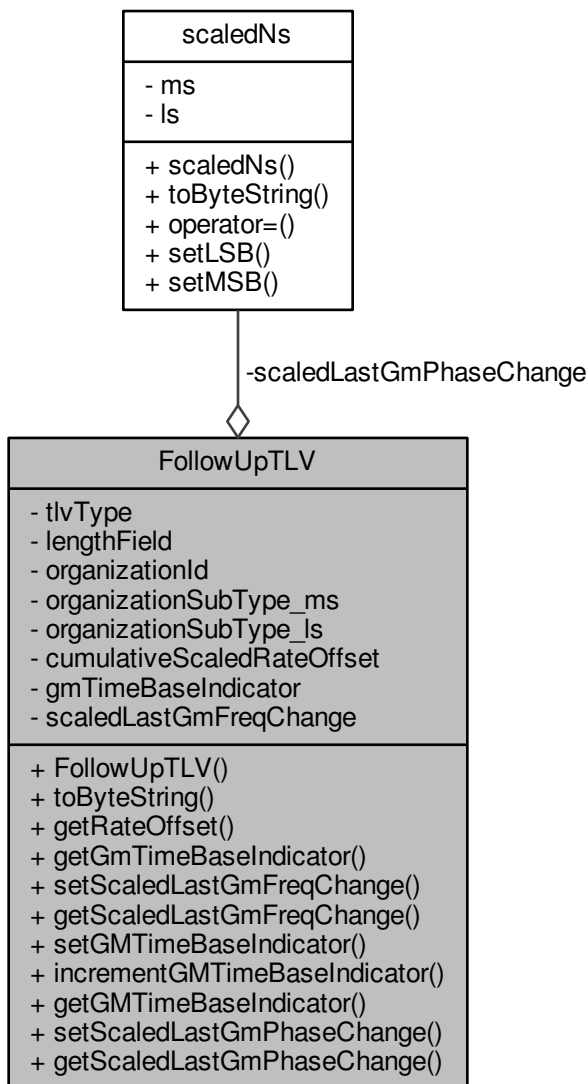 scaledNs
- ms
- ls
+ scaledNs()
+ toByteString()
+ operator=()
+ setLSB()
+ setMSB()
-scaledLastGmPhaseChange
FollowUpTLV
- tlvType
- lengthField
- organizationId
- organizationSubType_ms
- organizationSubType_ls
- cumulativeScaledRateOffset
- gmTimeBaseIndicator
- scaledLastGmFreqChange
+ FollowUpTLV()
+ toByteString()
+ getRateOffset()
+ getGmTimeBaseIndicator()
+ setScaledLastGmFreqChange()
+ getScaledLastGmFreqChange()
+ setGMTimeBaseIndicator()
+ incrementGMTimeBaseIndicator()
+ getGMTimeBaseIndicator()
+ setScaledLastGmPhaseChange()
+ getScaledLastGmPhaseChange()